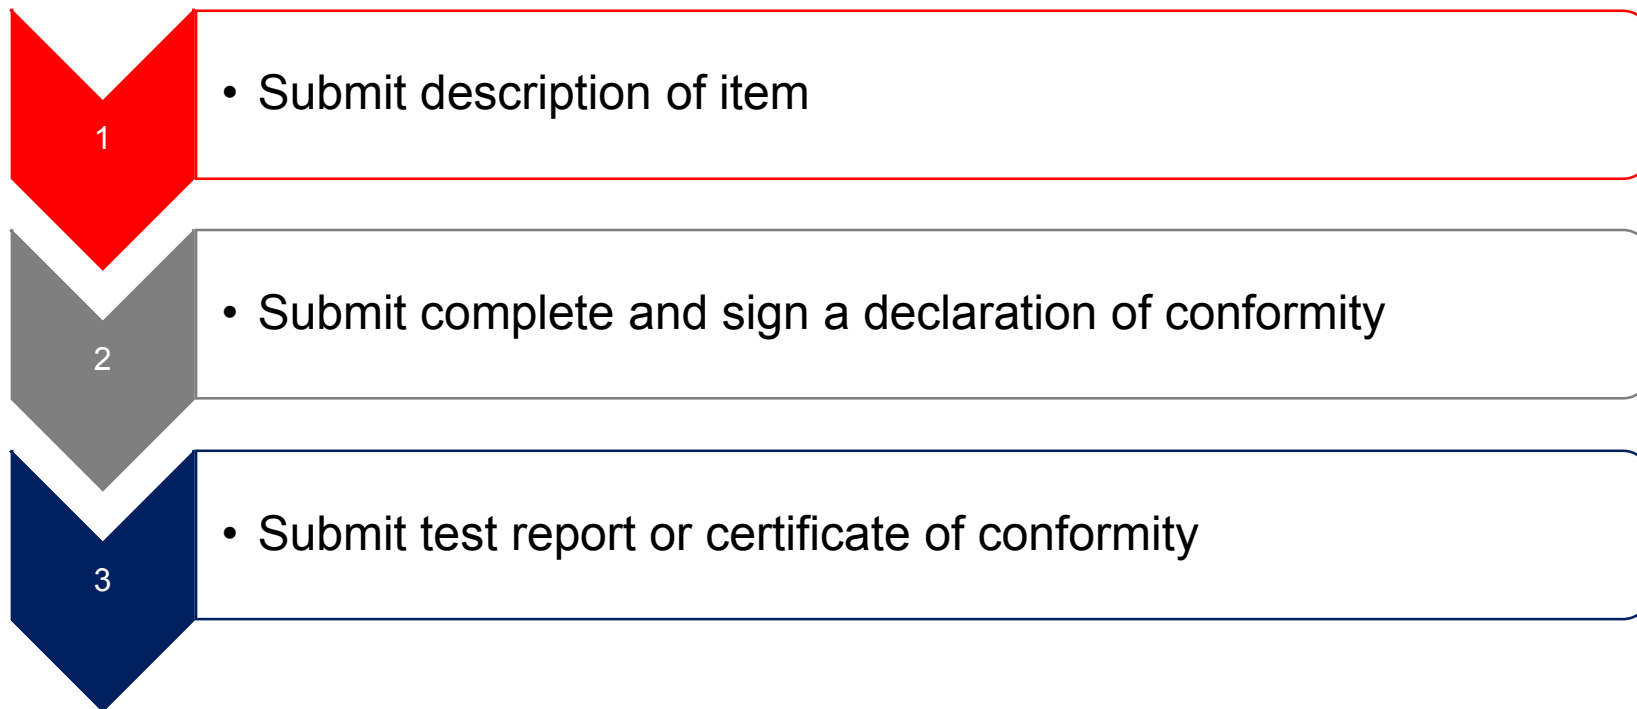 1
• Submit description of item
2
• Submit complete and sign a declaration of conformity
3
• Submit test report or certificate of conformity